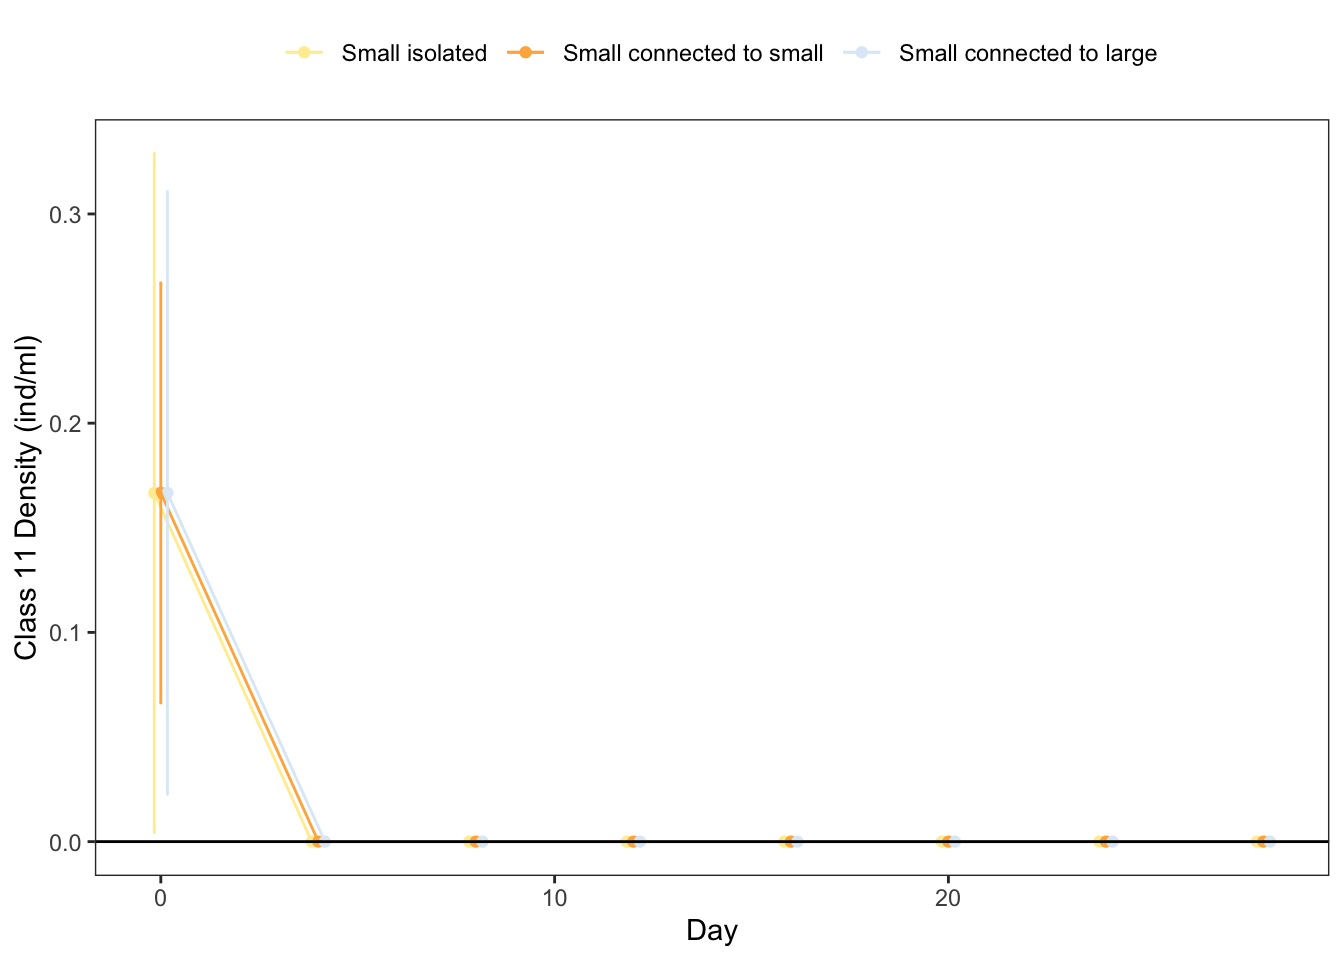 Small isolated Small connected to small Small connected to large
Class 11 Density (ind/ml)
0.3
0.2
0.1
0.0
0 10 20
Day